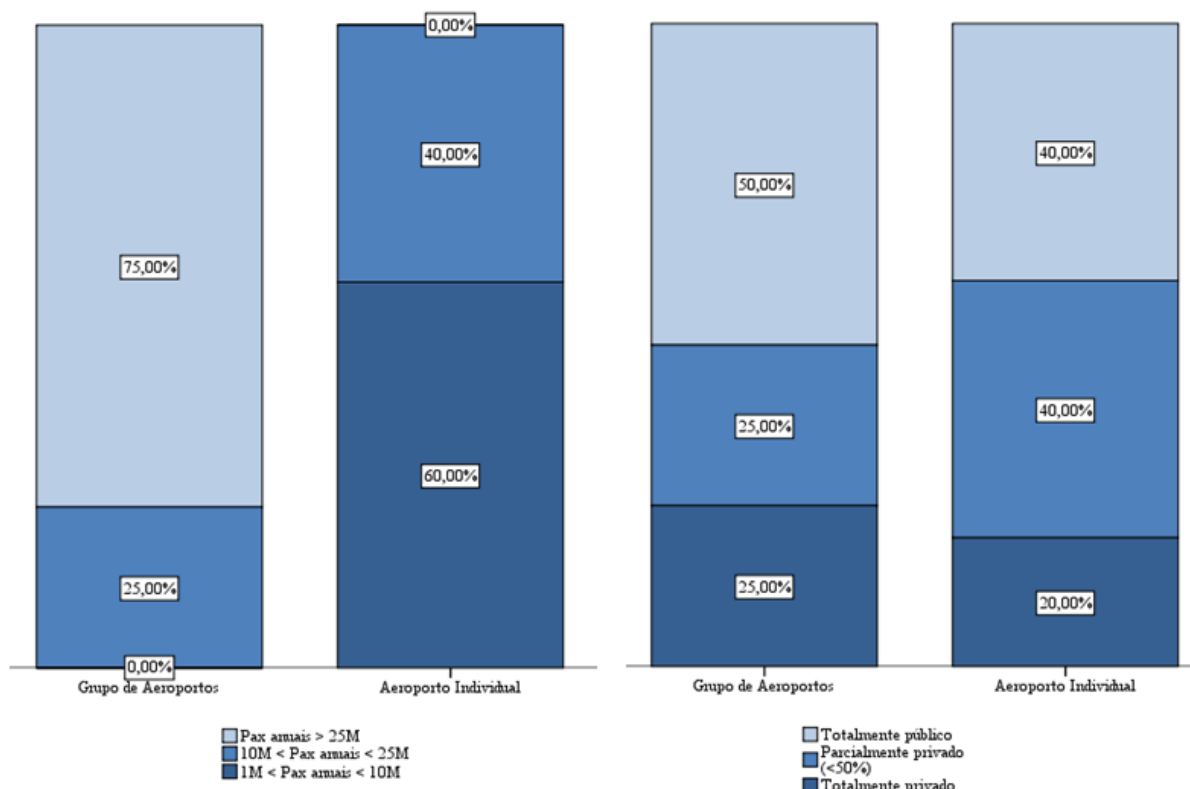 0,00%
75,00%
40,00%
25,00%
60,00%
0,00%
Grupo de Aeroportos
Aeroporto Individual
Pax anuais > 25M
10M < Pax anuais < 25M
1M < Pax anuais < 10M
50,00%
40,00%
25,00%
40,00%
25,00%
20,00%
Grupo de Aeroportos
Aeroporto Individual
Totalmente público
Parcialmente privado
(<50%)
Totalmente privado